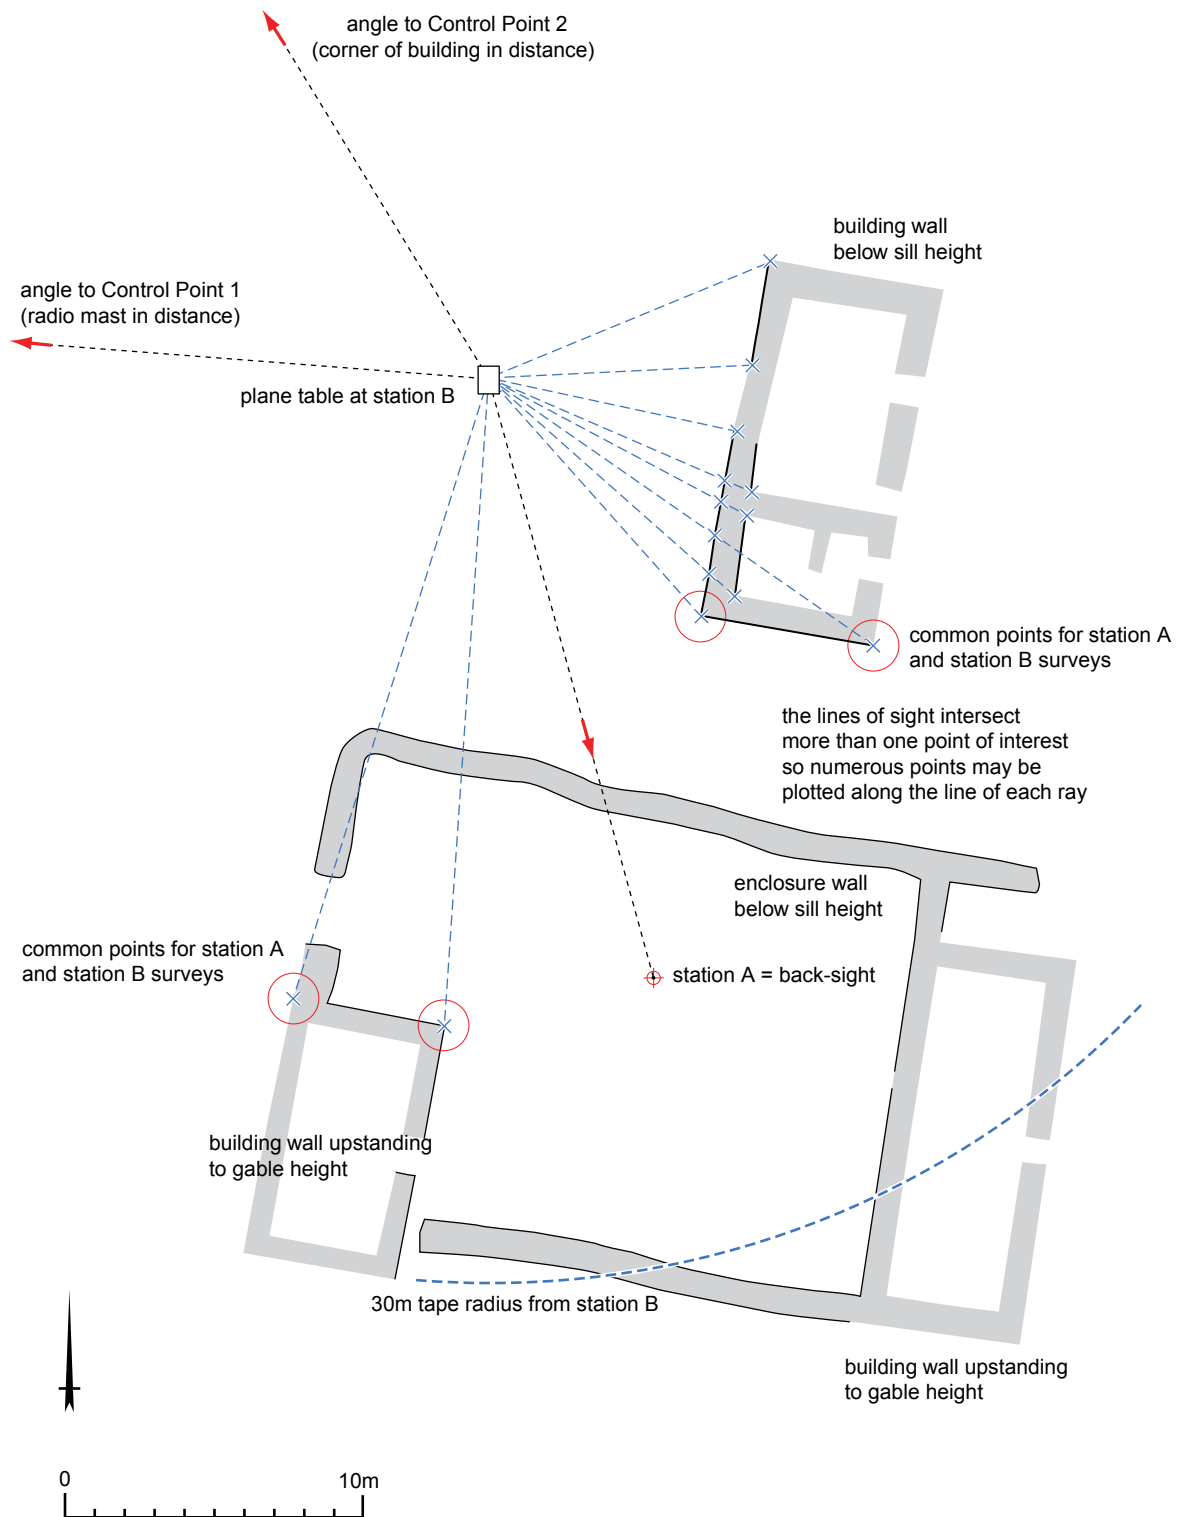 angle to Control Point 2
(corner of building in distance)
building wall
below sill height
angle to Control Point 1
(radio mast in distance)
plane table at station B
common points for station A
and station B surveys
the lines of sight intersect
more than one point of interest
so numerous points may be
plotted along the line of each ray
enclosure wall
below sill height
common points for station A
and station B surveys
station A = back-sight
building wall upstanding
to gable height
30m tape radius from station B
building wall upstanding
to gable height
0
10m